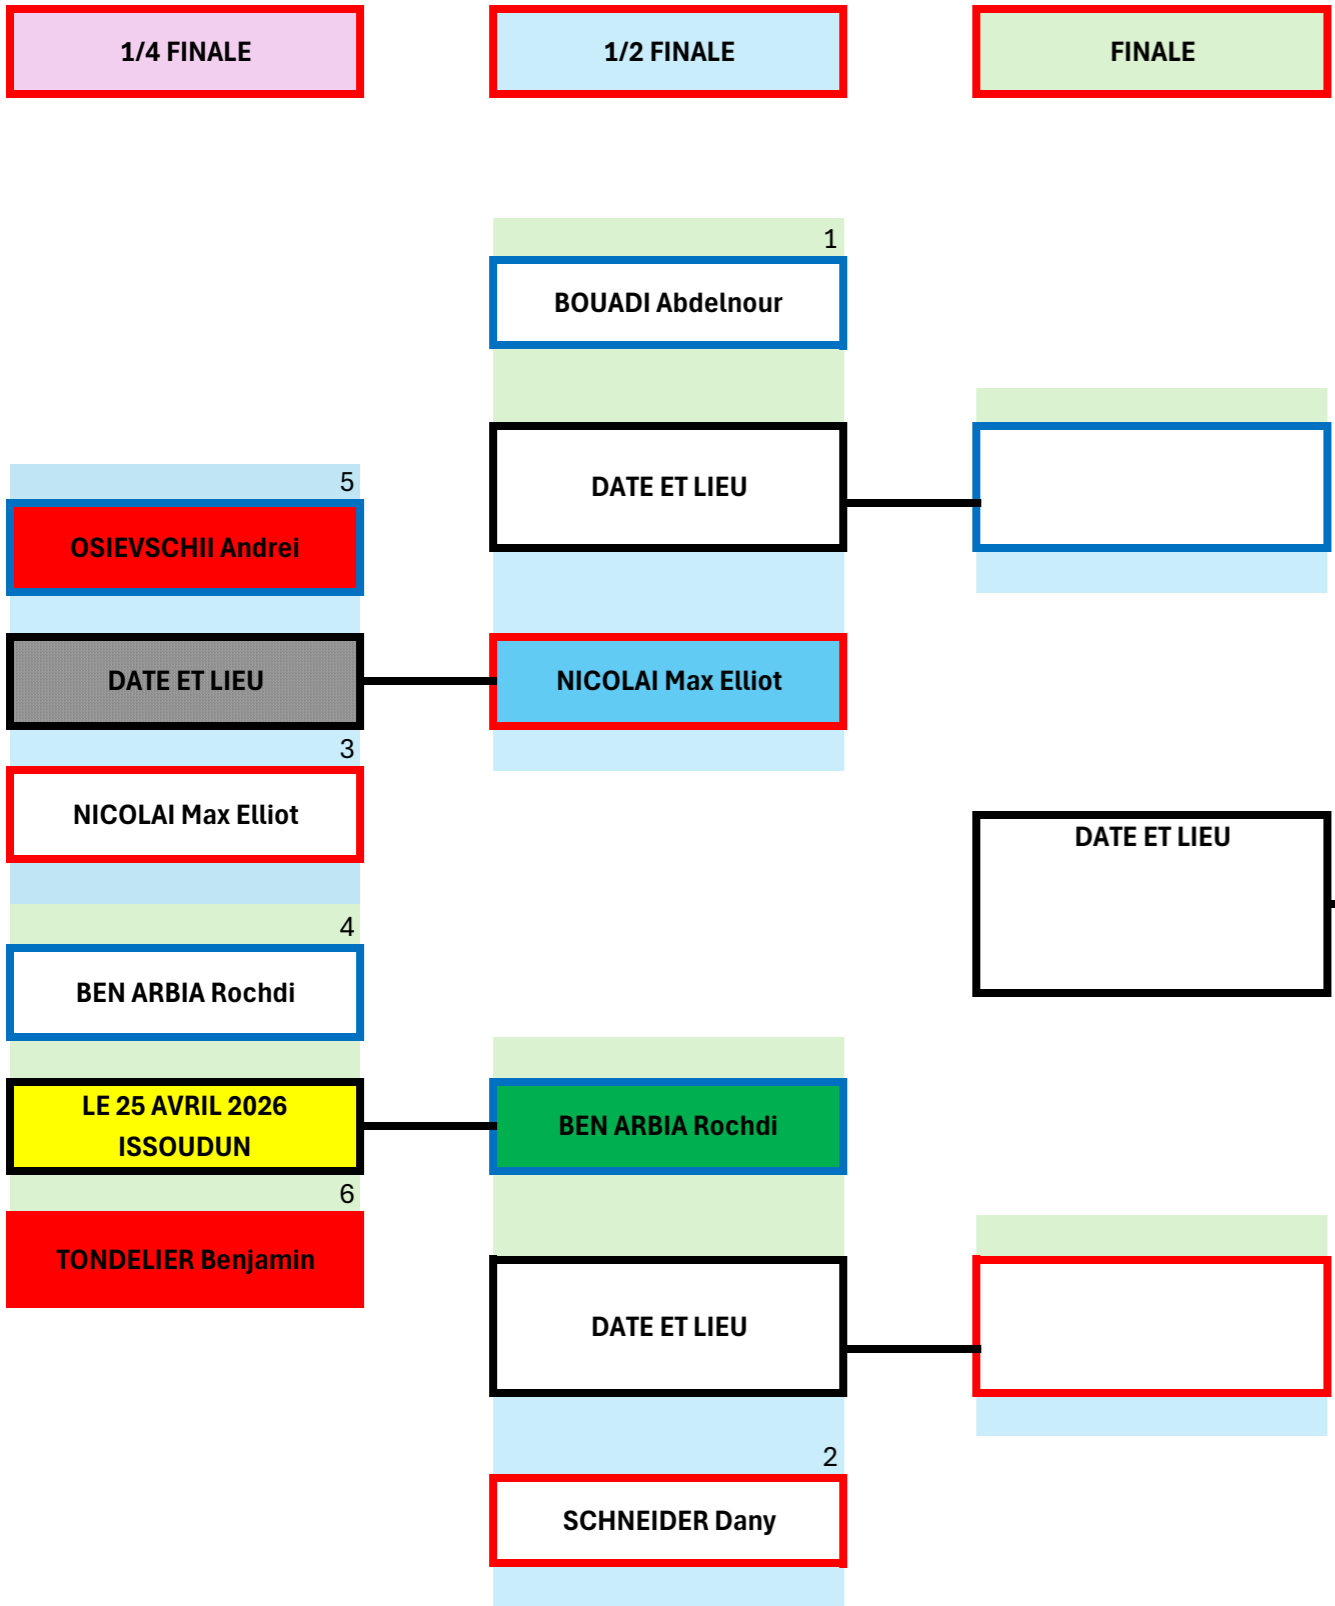 1/4 FINALE
1/2 FINALE
FINALE
1
BOUADI Abdelnour
DATE ET LIEU
5
OSIEVSCHII Andrei
DATE ET LIEU
NICOLAI Max Elliot
3
NICOLAI Max Elliot
DATE ET LIEU
4
BEN ARBIA Rochdi
LE 25 AVRIL 2026
ISSOUDUN
BEN ARBIA Rochdi
6
TONDELIER Benjamin
DATE ET LIEU
2
SCHNEIDER Dany